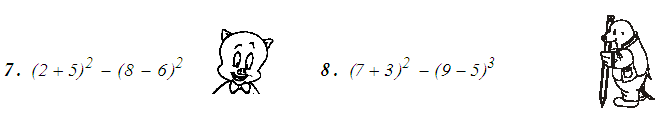 7. (2 + 5)² – (8 – 6)²
8. (7 + 3)² – (9 – 5)³